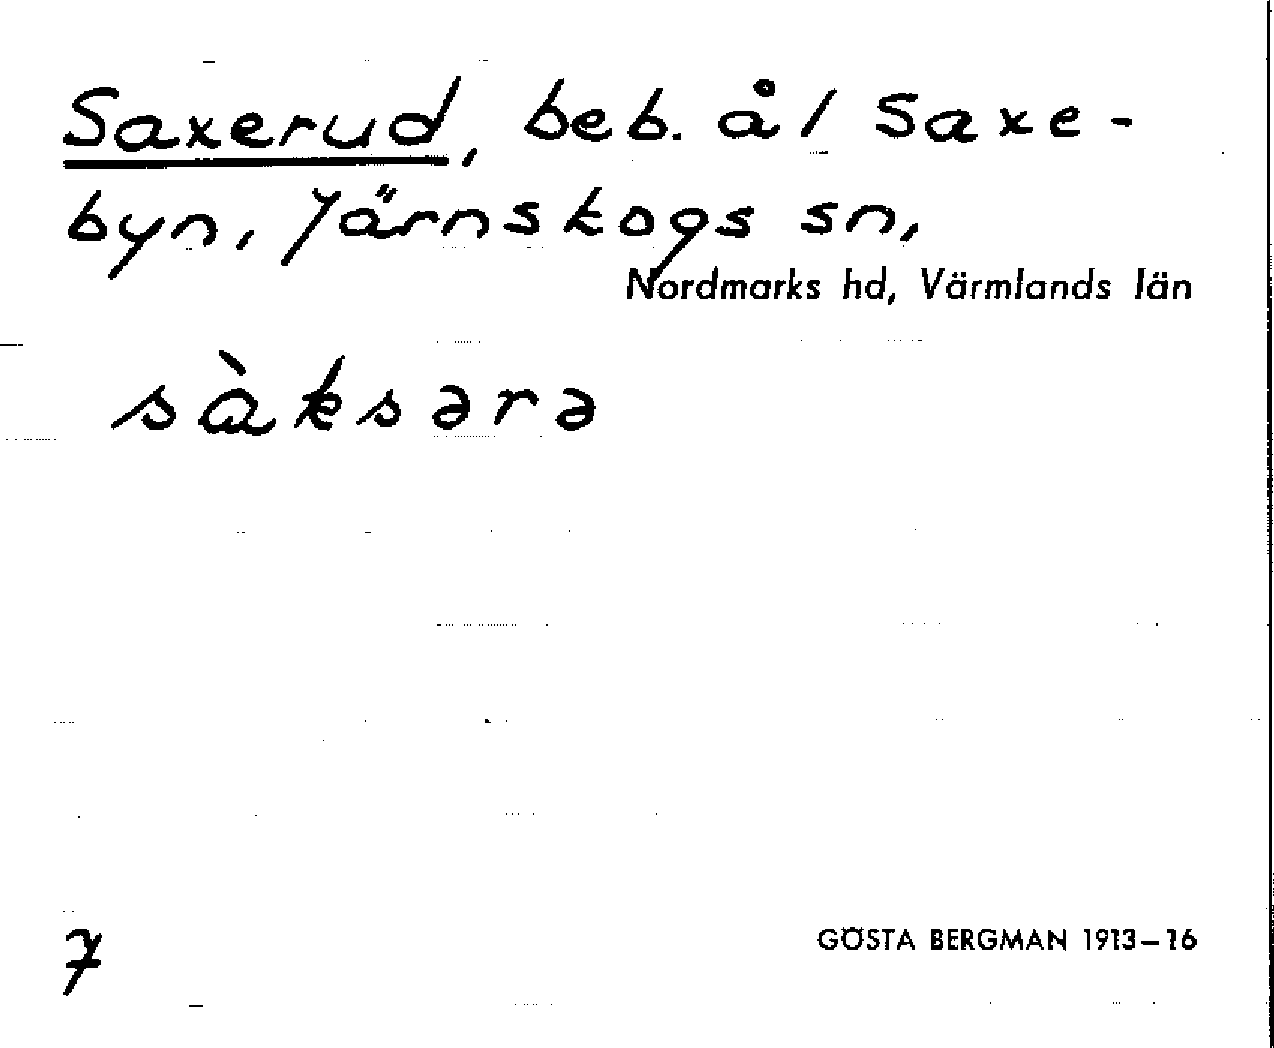 Saxerud, beb. å/ Saxe-
byn, Järnskogs sn,
Nordmarks hd, Värmlands län
sàksərə
7
GÖSTA BERGMAN 1913–16